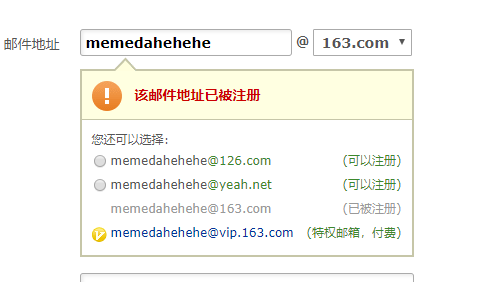 邮件地址 memedahehehe @ 163.com
该邮件地址已被注册
您还可以选择:
memedahehehe@126.com (可以注册)
memedahehehe@yeah.net (可以注册)
memedahehehe@163.com (已被注册)
memedahehehe@vip.163.com (特权邮箱，付费)